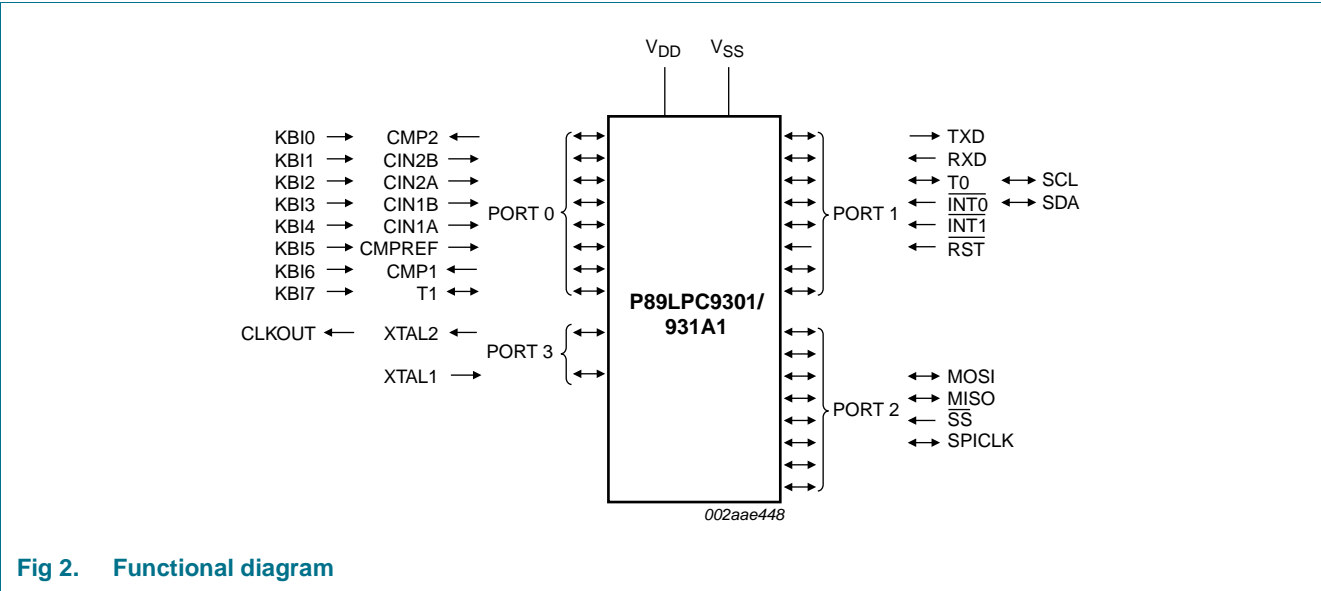 VDD VSS
KBI0 CMP2 TXD
KBI1 CIN2B RXD
KBI2 CIN2A T0 SCL
KBI3 CIN1B PORT 0 PORT 1 INT0 SDA
KBI4 CIN1A INT1
KBI5 CMPREF RST
KBI6 CMP1
KBI7 T1
P89LPC9301/
931A1
CLKOUT XTAL2
PORT 3
XTAL1 MOSI
MISO
PORT 2 SS
SPICLK
002aae448
Fig 2. Functional diagram